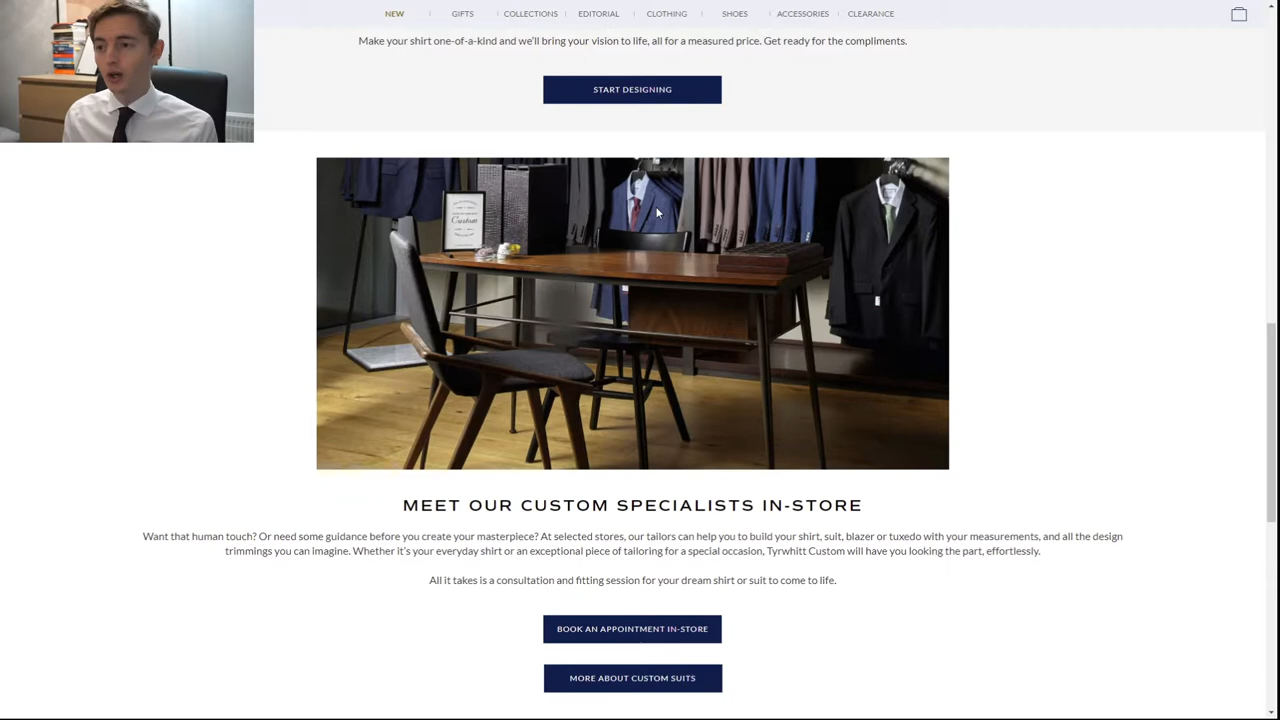 NEW
GIFTS
COLLECTIONS
EDITORIAL
CLOTHING
SHOES
ACCESSORIES
CLEARANCE
Make your shirt one-of-a-kind and we'll bring your vision to life, all for a measured price. Get ready for the compliments.
START DESIGNING
Custom
MEET OUR CUSTOM SPECIALISTS IN-STORE
Want that human touch? Or need some guidance before you create your masterpiece? At selected stores, our tailors can help you to build your shirt, suit, blazer or tuxedo with your measurements, and all the design
trimmings you can imagine. Whether it's your everyday shirt or an exceptional piece of tailoring for a special occasion, Tyrwhitt Custom will have you looking the part, effortlessly.
All it takes is a consultation and fitting session for your dream shirt or suit to come to life.
BOOK AN APPOINTMENT IN-STORE
MORE ABOUT CUSTOM SUITS